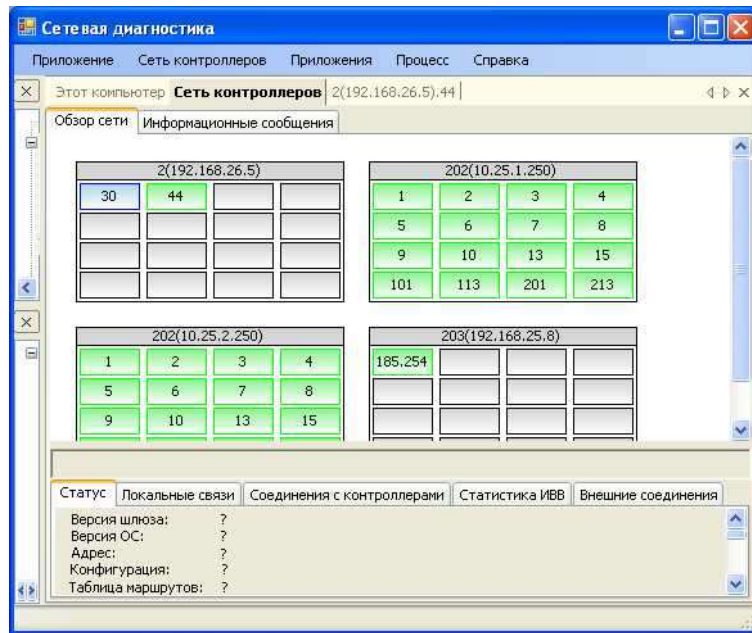 Сетевая диагностика
Приложение Сеть контроллеров Приложения Процесс Справка
Этот компьютер Сеть контроллеров 2(192.168.26.5).44
Обзор сети Информационные сообщения
2(192.168.26.5) 202(10.25.1.250)
30 44 1 2 3 4
5 6 7 8
9 10 13 15
101 113 201 213
202(10.25.2.250) 203(192.168.25.8)
1 2 3 4 185.254
5 6 7 8
9 10 13 15
Статус Локальные связи Соединения с контроллерами Статистика ИВВ Внешние соединения
Версия шлюза: ?
Версия ОС: ?
Адрес: ?
Конфигурация: ?
Таблица маршрутов: ?